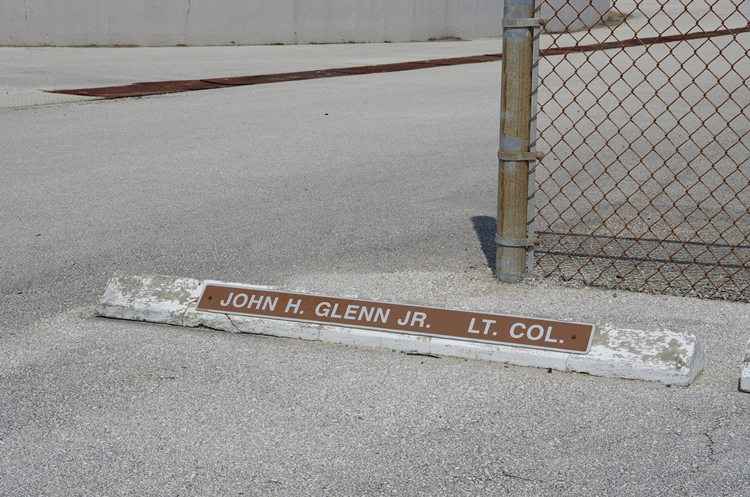 JOHN H. GLENN JR. LT. COL.